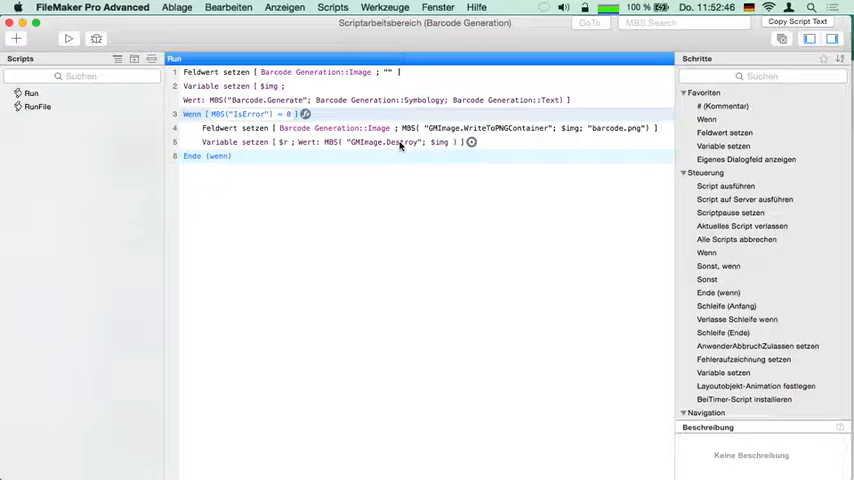 FileMaker Pro Advanced Ablage Bearbeiten Anzeigen Scripts Werkzeuge Fenster Hilfe 100 % Do. 11:52:46
Scriptarbeitsbereich (Barcode Generation)
GoTo
MBS Search
Copy Script Text
Scripts
Run
Schritte
Suchen
Suchen
Run
RunFile
1 Feldwert setzen [ Barcode Generation::Image ; "" ]
2 Variable setzen [ $img ;
Wert: MBS("Barcode.Generate"; Barcode Generation::Symbology; Barcode Generation::Text) ]
3 Wenn [ MBS("IsError") = 0 ]
4 Feldwert setzen [ Barcode Generation::Image ; MBS( "GMImage.WriteToPNGContainer"; $img; "barcode.png") ]
5 Variable setzen [ $r ; Wert: MBS( "GMImage.Destroy"; $img ) ]
6 Ende (wenn)
Favoriten
# (Kommentar)
Wenn
Feldwert setzen
Variable setzen
Eigenes Dialogfeld anzeigen
Steuerung
Script ausführen
Script auf Server ausführen
Scriptpause setzen
Aktuelles Script verlassen
Alle Scripts abbrechen
Wenn
Sonst, wenn
Sonst
Ende (wenn)
Schleife (Anfang)
Verlasse Schleife wenn
Schleife (Ende)
AnwenderAbbruchZulassen setzen
Fehleraufzeichnung setzen
Variable setzen
Layoutobjekt-Animation festlegen
BeiTimer-Script installieren
Navigation
Beschreibung
Keine Beschreibung